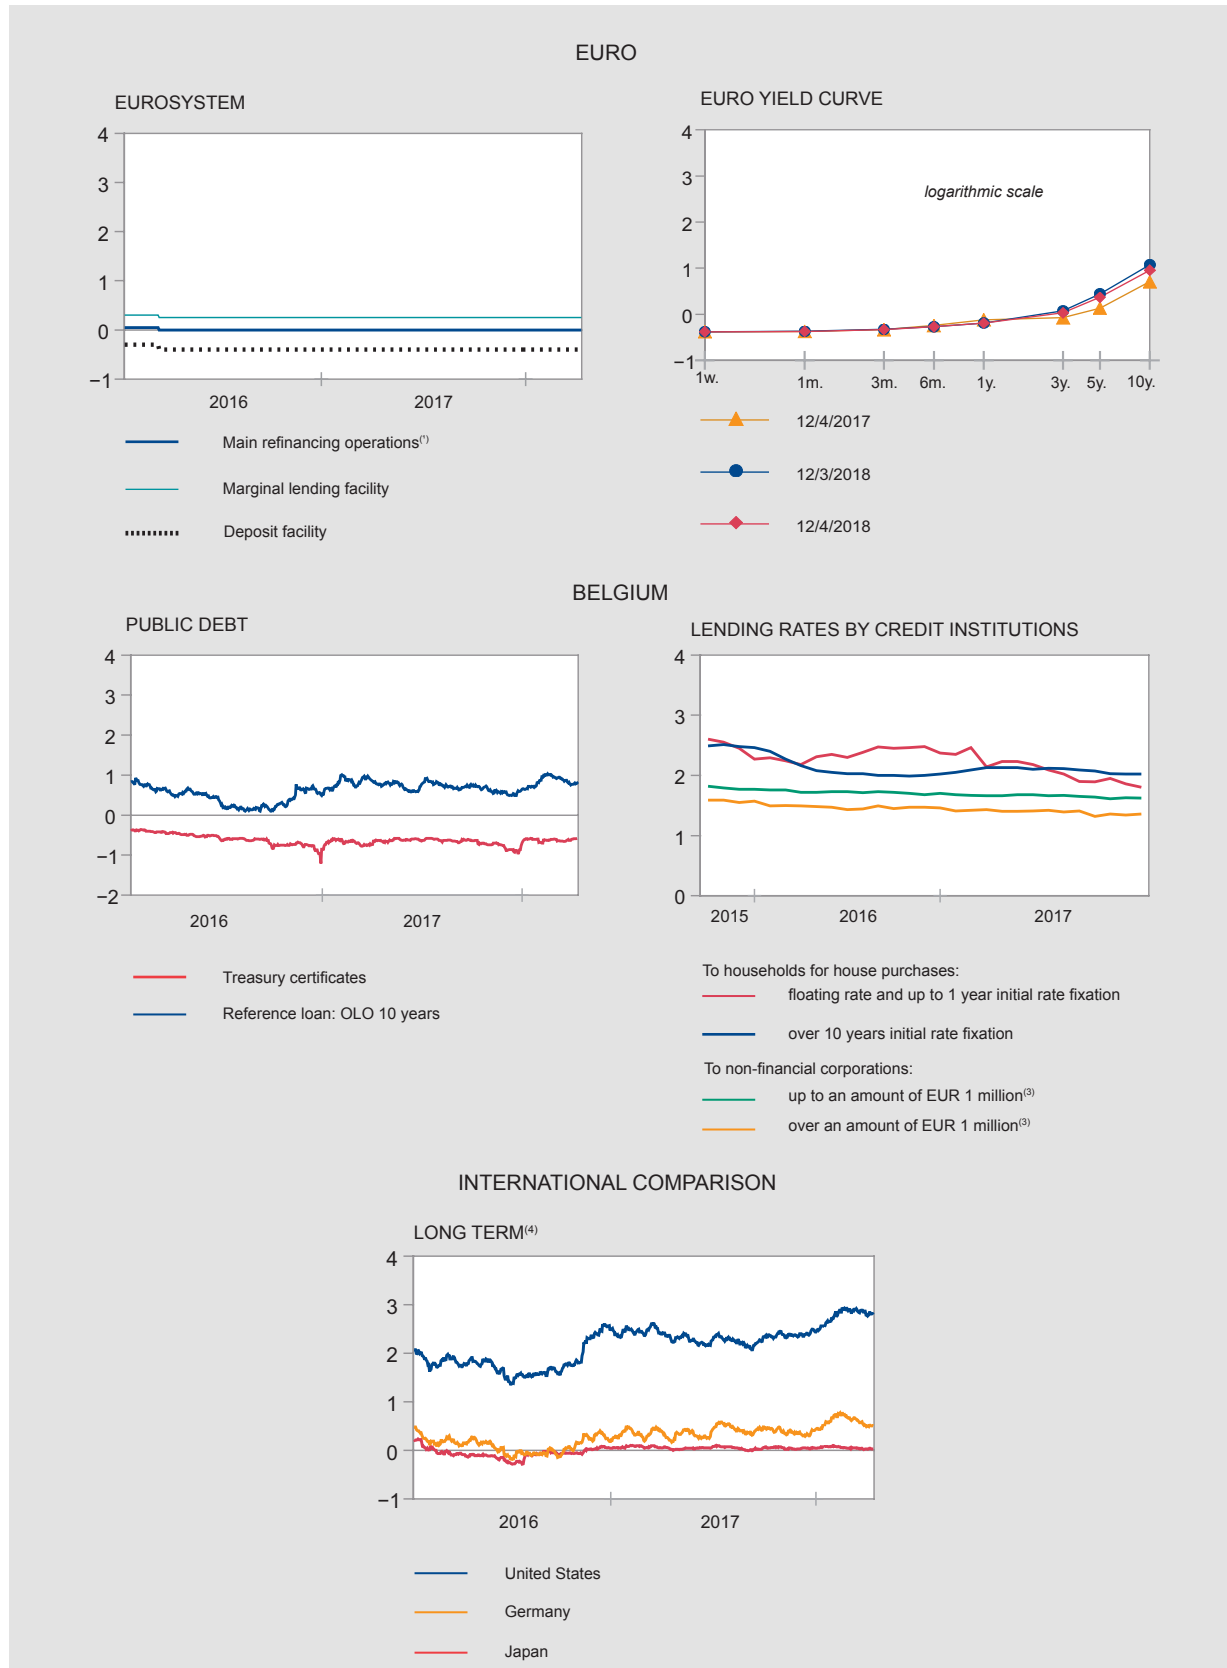 EURO
EUROSYSTEM
4
3
2
1
0
−1
2016
2017
Main refinancing operations(*)
Marginal lending facility
Deposit facility
EURO YIELD CURVE
4
3
2
1
0
−1
logarithmic scale
1w.
1m.
3m.
6m.
1y.
3y.
5y.
10y.
12/4/2017
12/3/2018
12/4/2018
BELGIUM
PUBLIC DEBT
4
3
2
1
0
−1
−2
2016
2017
Treasury certificates
Reference loan: OLO 10 years
LENDING RATES BY CREDIT INSTITUTIONS
4
3
2
1
0
2015
2016
2017
To households for house purchases:
floating rate and up to 1 year initial rate fixation
over 10 years initial rate fixation
To non-financial corporations:
up to an amount of EUR 1 million(3)
over an amount of EUR 1 million(3)
INTERNATIONAL COMPARISON
LONG TERM(4)
4
3
2
1
0
−1
2016
2017
United States
Germany
Japan